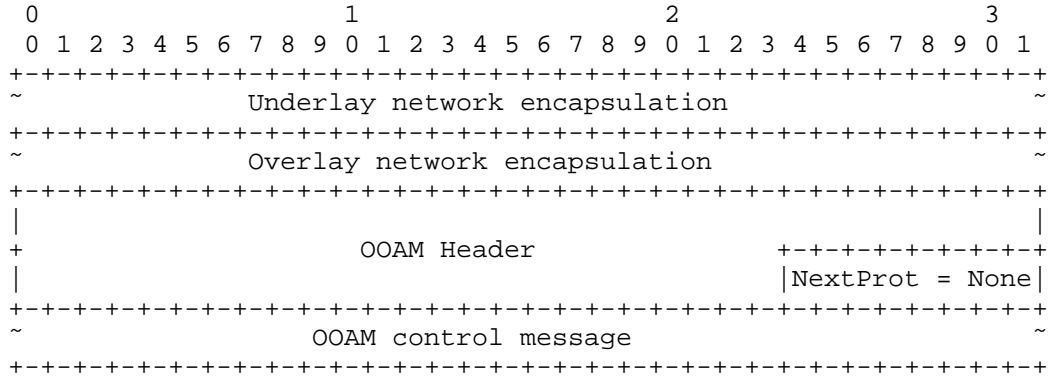 0                   1                   2                   3
 0 1 2 3 4 5 6 7 8 9 0 1 2 3 4 5 6 7 8 9 0 1 2 3 4 5 6 7 8 9 0 1
+-+-+-+-+-+-+-+-+-+-+-+-+-+-+-+-+-+-+-+-+-+-+-+-+-+-+-+-+-+-+-+-+
~              Underlay network encapsulation                   ~
+-+-+-+-+-+-+-+-+-+-+-+-+-+-+-+-+-+-+-+-+-+-+-+-+-+-+-+-+-+-+-+-+
~              Overlay network encapsulation                    ~
+-+-+-+-+-+-+-+-+-+-+-+-+-+-+-+-+-+-+-+-+-+-+-+-+-+-+-+-+-+-+-+-+
|                                                               |
+                     OOAM Header               +-+-+-+-+-+-+-+-+
|                                               |NextProt = None|
+-+-+-+-+-+-+-+-+-+-+-+-+-+-+-+-+-+-+-+-+-+-+-+-+-+-+-+-+-+-+-+-+
~                  OOAM control message                         ~
+-+-+-+-+-+-+-+-+-+-+-+-+-+-+-+-+-+-+-+-+-+-+-+-+-+-+-+-+-+-+-+-+